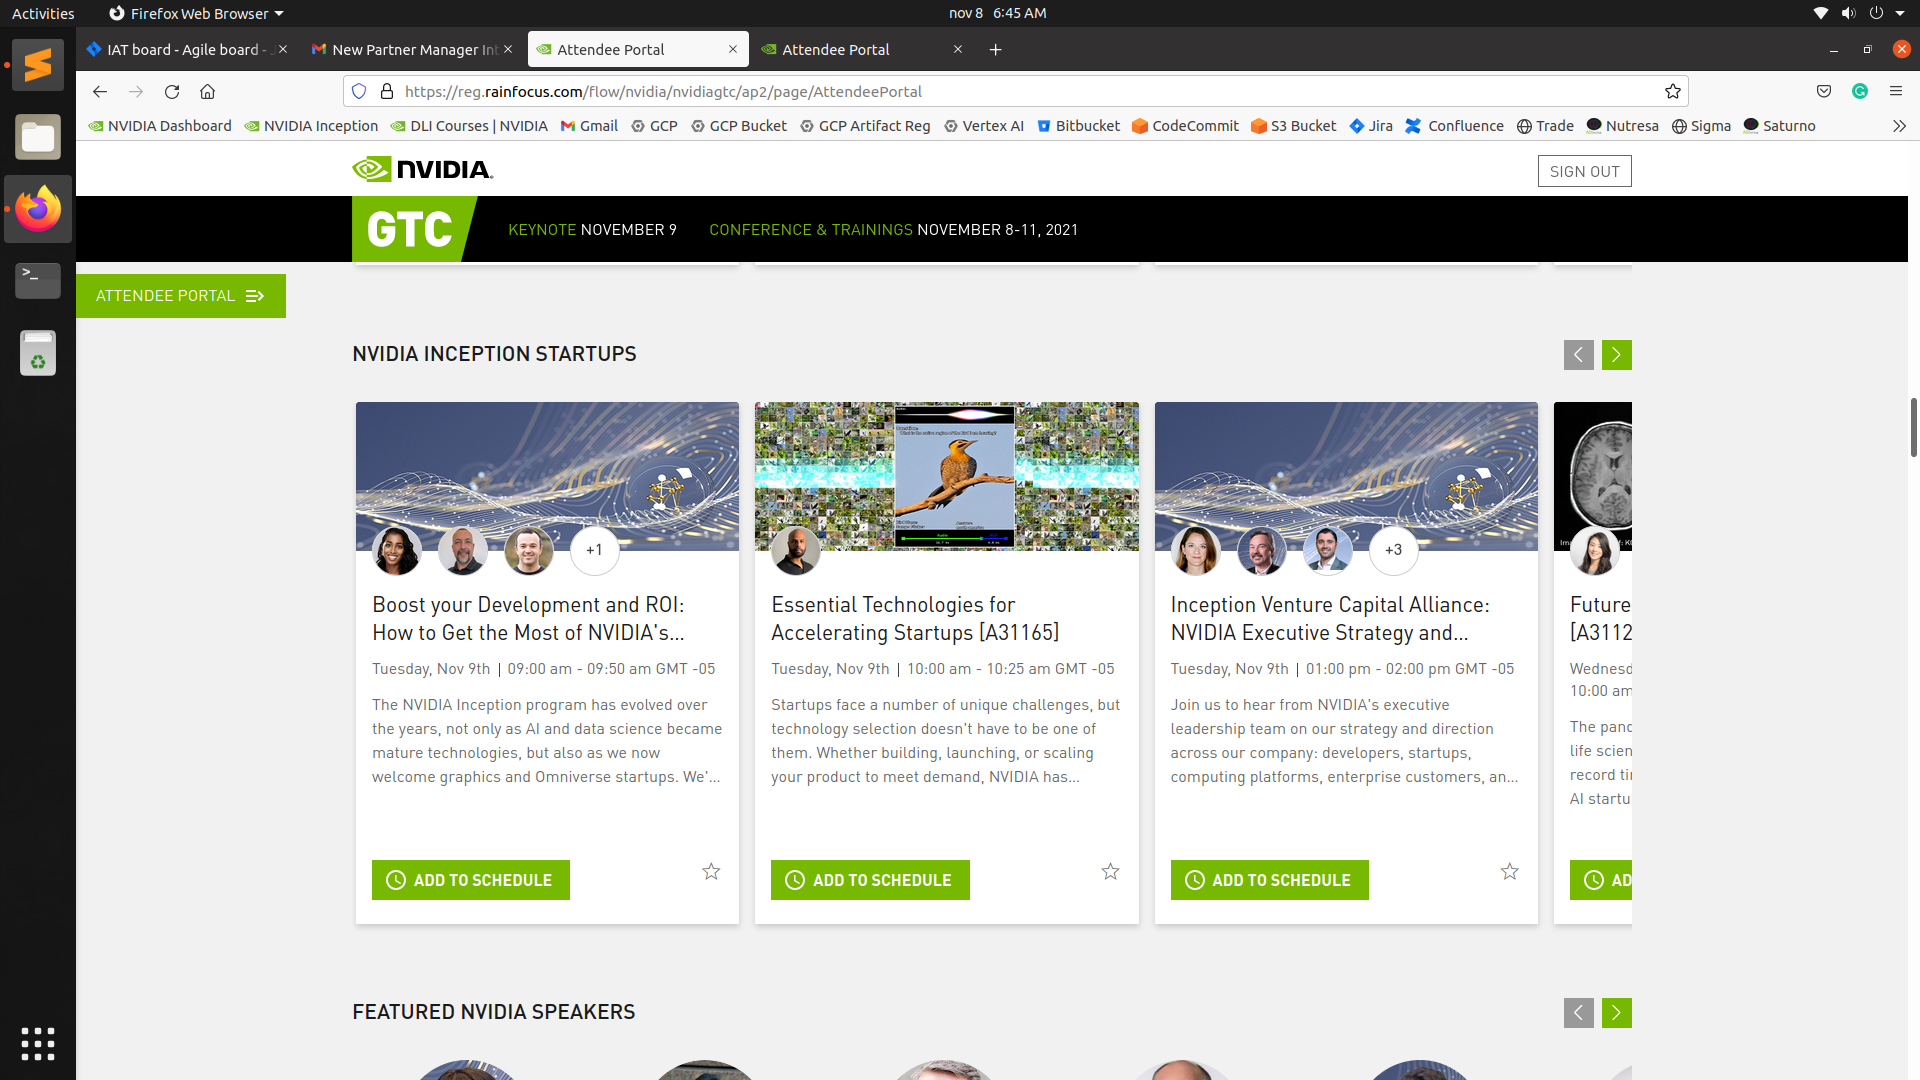 Activities
Firefox Web Browser
nov 8 6:45 AM
IAT board - Agile board -
New Partner Manager Int
Attendee Portal
Attendee Portal
https://reg.rainfocus.com/flow/nvidia/nvidiagtc/ap2/page/AttendeePortal
NVIDIA Dashboard
NVIDIA Inception
DLI Courses | NVIDIA
Gmail
GCP
GCP Bucket
GCP Artifact Reg
Vertex AI
Bitbucket
CodeCommit
S3 Bucket
Jira
Confluence
Trade
Nutresa
Sigma
Saturno
NVIDIA.
SIGN OUT
GTC
KEYNOTE NOVEMBER 9
CONFERENCE & TRAININGS NOVEMBER 8-11, 2021
ATTENDEE PORTAL
NVIDIA INCEPTION STARTUPS
+1
Boost your Development and ROI:
How to Get the Most of NVIDIA's...
Tuesday, Nov 9th | 09:00 am - 09:50 am GMT -05
The NVIDIA Inception program has evolved over
the years, not only as AI and data science became
mature technologies, but also as we now
welcome graphics and Omniverse startups. We'...
ADD TO SCHEDULE
Essential Technologies for
Accelerating Startups [A31165]
Tuesday, Nov 9th | 10:00 am - 10:25 am GMT -05
Startups face a number of unique challenges, but
technology selection doesn't have to be one of
them. Whether building, launching, or scaling
your product to meet demand, NVIDIA has...
ADD TO SCHEDULE
+3
Inception Venture Capital Alliance:
NVIDIA Executive Strategy and...
Tuesday, Nov 9th | 01:00 pm - 02:00 pm GMT -05
Join us to hear from NVIDIA's executive
leadership team on our strategy and direction
across our company: developers, startups,
computing platforms, enterprise customers, an...
ADD TO SCHEDULE
Future
[A3112
Wednesd
10:00 am
The pand
life scien
record ti
AI startu
AD
FEATURED NVIDIA SPEAKERS